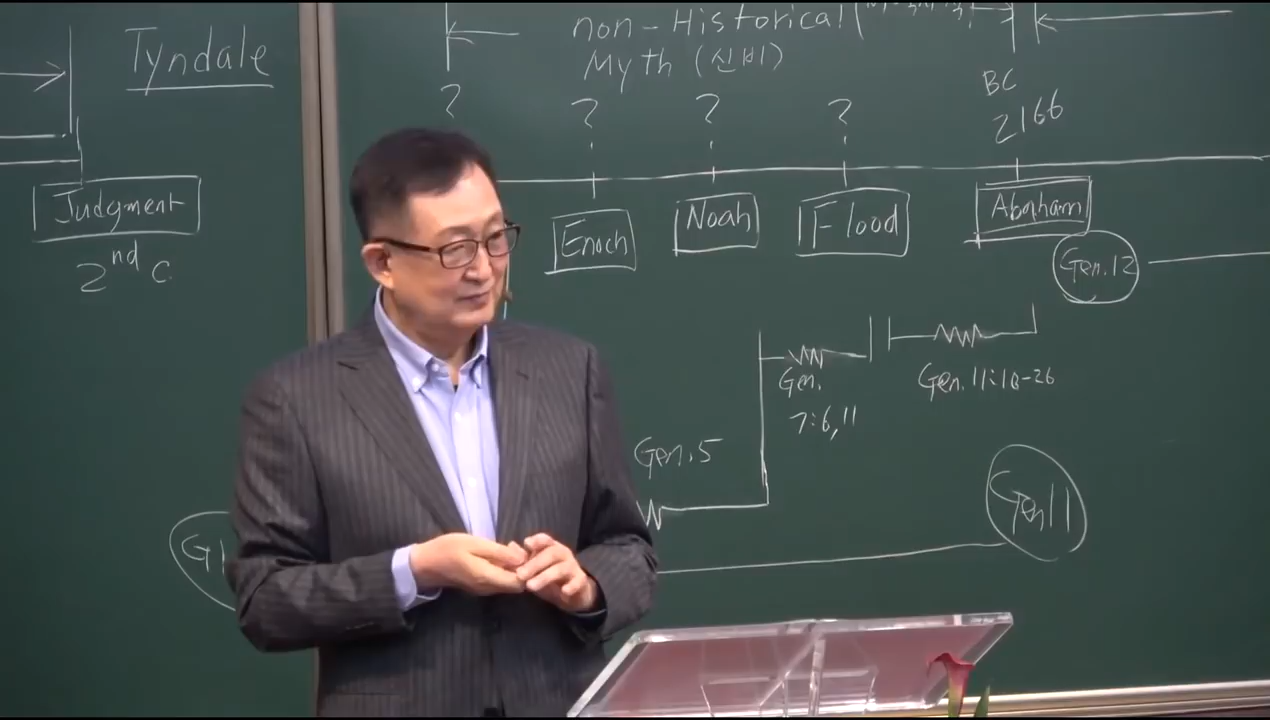 Tyndale
Judgment
2nd C.
non-Historical (
Myth (신비)
? ? ? ?
BC
2166
Enoch
Noah
Flood
Abraham
Gen. 12
Gen.
7:6, 11
Gen. 11:10-26
Gen. 5
Gen 11